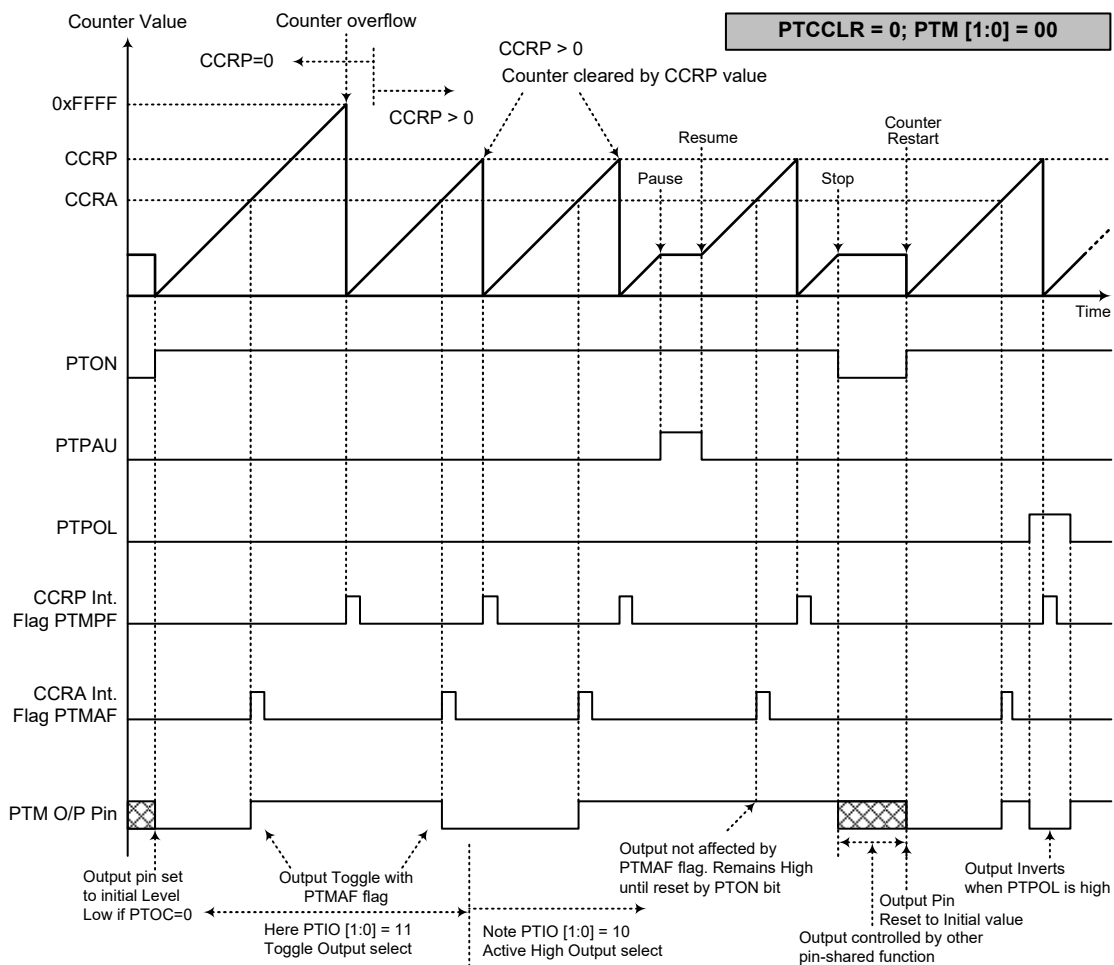 Counter Value
Counter overflow
PTCCLR = 0; PTM [1:0] = 00
CCRP=0
CCRP > 0
CCRP > 0
Counter cleared by CCRP value
0xFFFF
CCRP
CCRA
Pause
Resume
Stop
Counter
Restart
Time
PTON
PTPAU
PTPOL
CCRP Int.
Flag PTMPF
CCRA Int.
Flag PTMAF
PTM O/P Pin
Output pin set
to initial Level
Low if PTOC=0
Output Toggle with
PTMAF flag
Here PTIO [1:0] = 11
Toggle Output select
Note PTIO [1:0] = 10
Active High Output select
Output not affected by
PTMAF flag. Remains High
until reset by PTON bit
Output Pin
Reset to Initial value
Output controlled by other
pin-shared function
Output Inverts
when PTPOL is high